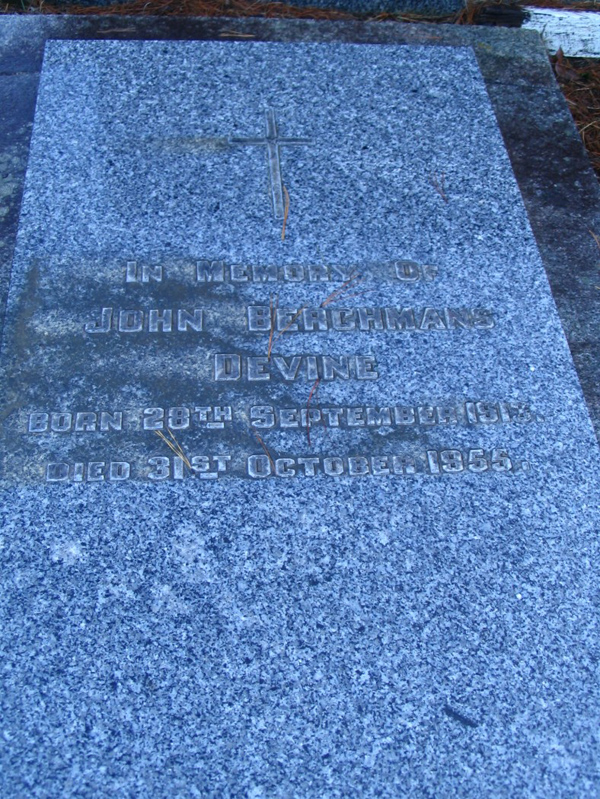 In Memory Of
John Berchmans
Devine
Born 28th September
Died 31st October 1955.